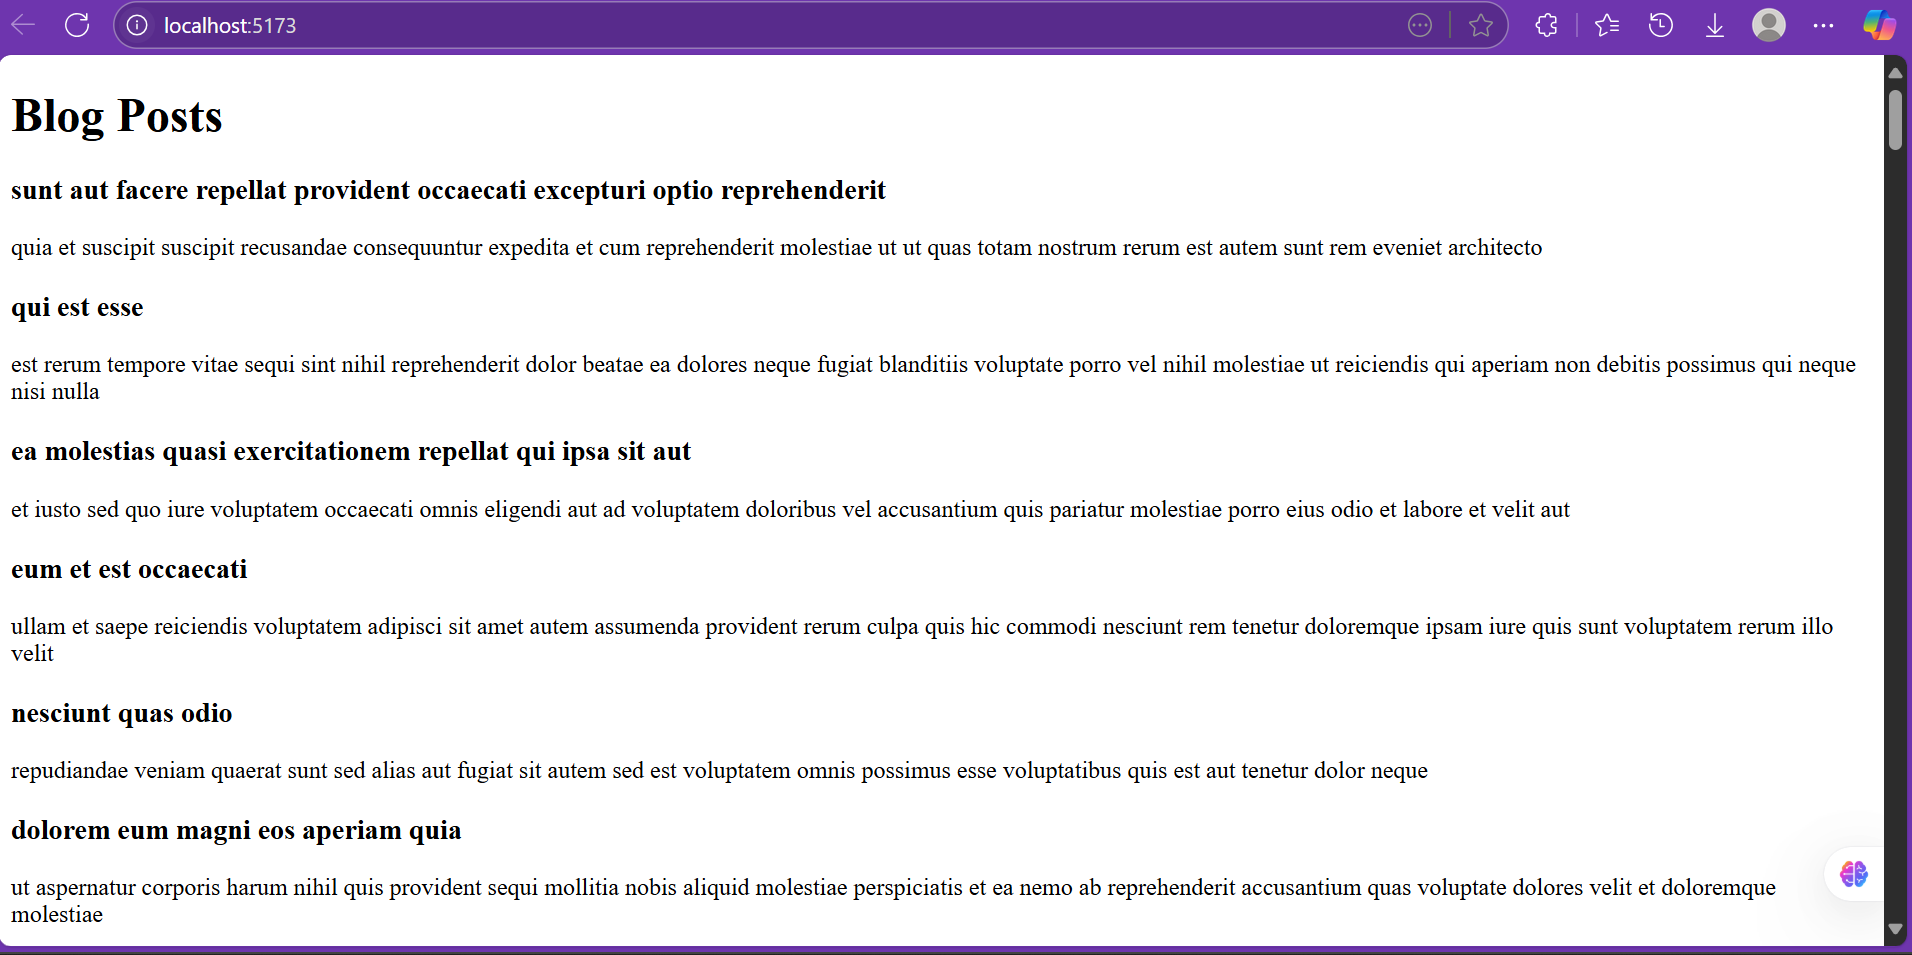 localhost:5173
Blog Posts
sunt aut facere repellat provident occaecati excepturi optio reprehenderit
quia et suscipit suscipit recusandae consequuntur expedita et cum reprehenderit molestiae ut ut quas totam nostrum rerum est autem sunt rem eveniet architecto
qui est esse
est rerum tempore vitae sequi sint nihil reprehenderit dolor beatae ea dolores neque fugiat blanditiis voluptate porro vel nihil molestiae ut reiciendis qui aperiam non debitis possimus qui neque
nisi nulla
ea molestias quasi exercitationem repellat qui ipsa sit aut
et iusto sed quo iure voluptatem occaecati omnis eligendi aut ad voluptatem doloribus vel accusantium quis pariatur molestiae porro eius odio et labore et velit aut
eum et est occaecati
ullam et saepe reiciendis voluptatem adipisci sit amet autem assumenda provident rerum culpa quis hic commodi nesciunt rem tenetur doloremque ipsam iure quis sunt voluptatem rerum illo
velit
nesciunt quas odio
repudiandae veniam quaerat sunt sed alias aut fugiat sit autem sed est voluptatem omnis possimus esse voluptatibus quis est aut tenetur dolor neque
dolorem eum magni eos aperiam quia
ut aspernatur corporis harum nihil quis provident sequi mollitia nobis aliquid molestiae perspiciatis et ea nemo ab reprehenderit accusantium quas voluptate dolores velit et doloremque
molestiae